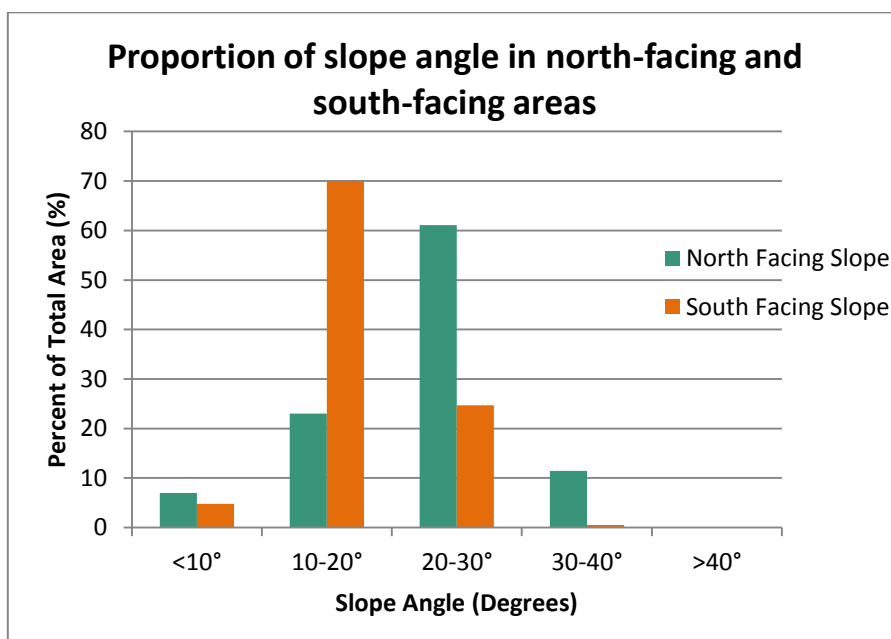 Proportion of slope angle in north-facing and
south-facing areas
80
70
60
50
40
30
20
10
0
Percent of Total Area (%)
North Facing Slope
South Facing Slope
<10° 10-20° 20-30° 30-40° >40°
Slope Angle (Degrees)